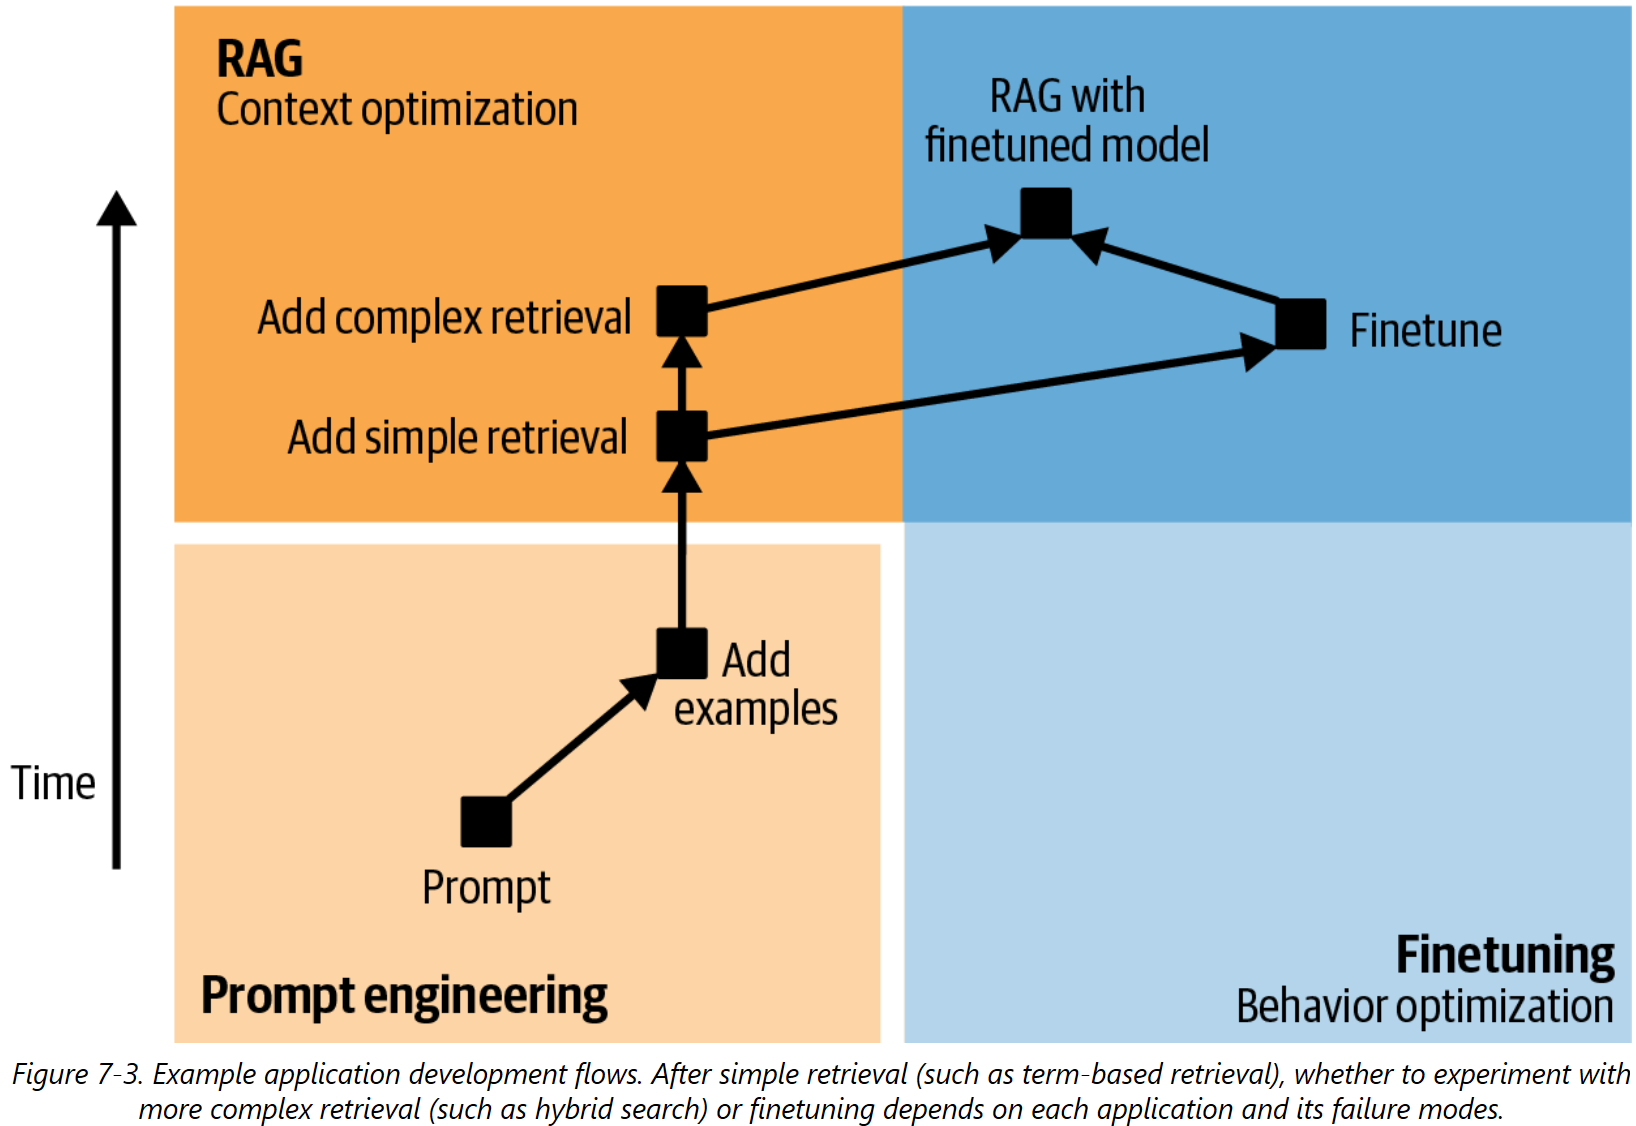 RAG
Context optimization
RAG with
finetuned model
Add complex retrieval
Finetune
Add simple retrieval
Add
examples
Time
Prompt
Prompt engineering
Finetuning
Behavior optimization
Figure 7-3. Example application development flows. After simple retrieval (such as term-based retrieval), whether to experiment with
more complex retrieval (such as hybrid search) or finetuning depends on each application and its failure modes.